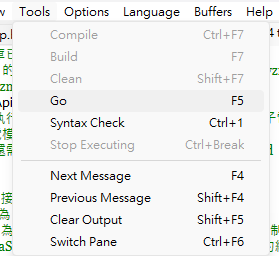 Tools Options Language Buffers Help
Compile Ctrl+F7
Build F7
Clean Shift+F7
Go F5
Syntax Check Ctrl+1
Stop Executing Ctrl+Break
Next Message F4
Previous Message Shift+F4
Clear Output Shift+F5
Switch Pane Ctrl+F6